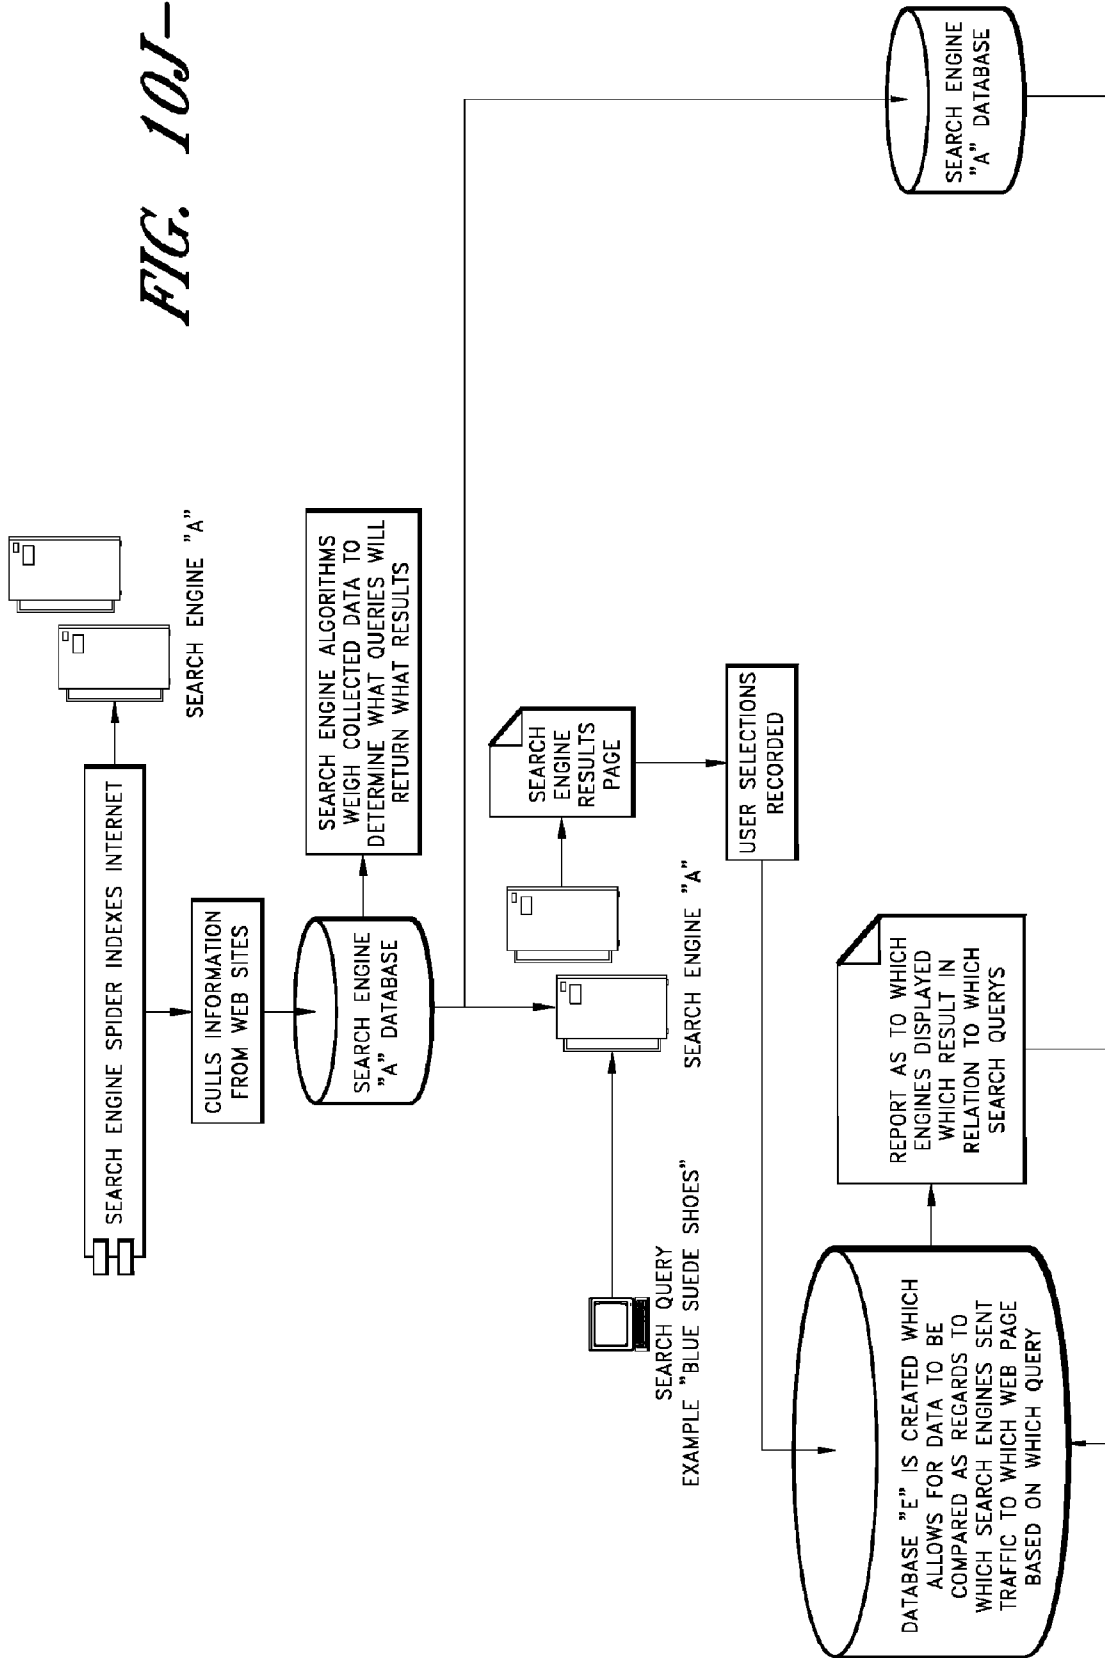 FIG. 10J-
SEARCH ENGINE SPIDER INDEXES INTERNET
SEARCH ENGINE "A"
CULLS INFORMATION
FROM WEB SITES
SEARCH ENGINE
"A" DATABASE
SEARCH ENGINE ALGORITHMS
WEIGH COLLECTED DATA TO
DETERMINE WHAT QUERIES WILL
RETURN WHAT RESULTS
SEARCH QUERY
EXAMPLE "BLUE SUEDE SHOES"
SEARCH ENGINE "A"
SEARCH
ENGINE
RESULTS
PAGE
USER SELECTIONS
RECORDED
DATABASE "E" IS CREATED WHICH
ALLOWS FOR DATA TO BE
COMPARED AS REGARDS TO
WHICH SEARCH ENGINES SENT
TRAFFIC TO WHICH WEB PAGE
BASED ON WHICH QUERY
REPORT AS TO WHICH
ENGINES DISPLAYED
WHICH RESULT IN
RELATION TO WHICH
SEARCH QUERYS
SEARCH ENGINE
"A" DATABASE